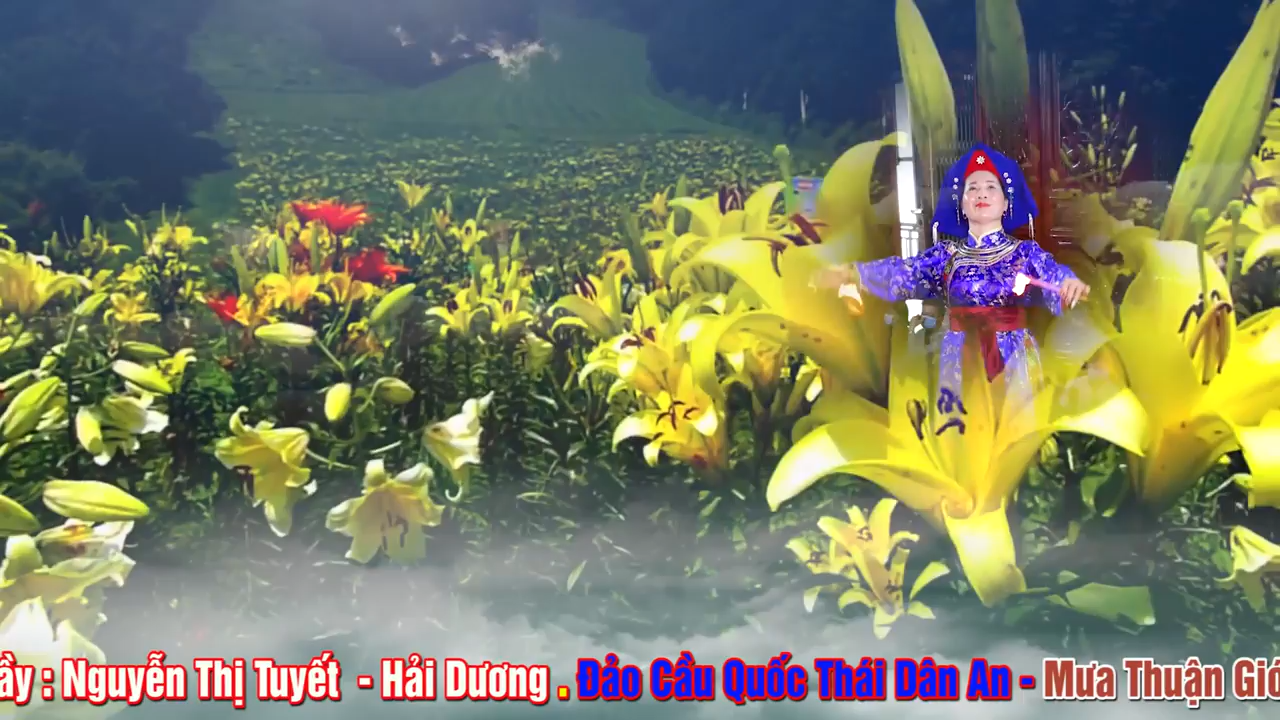 ầy : Nguyễn Thị Tuyết - Hải Dương . Đảo Cầu Quốc Thái Dân An - Mưa Thuận Gió